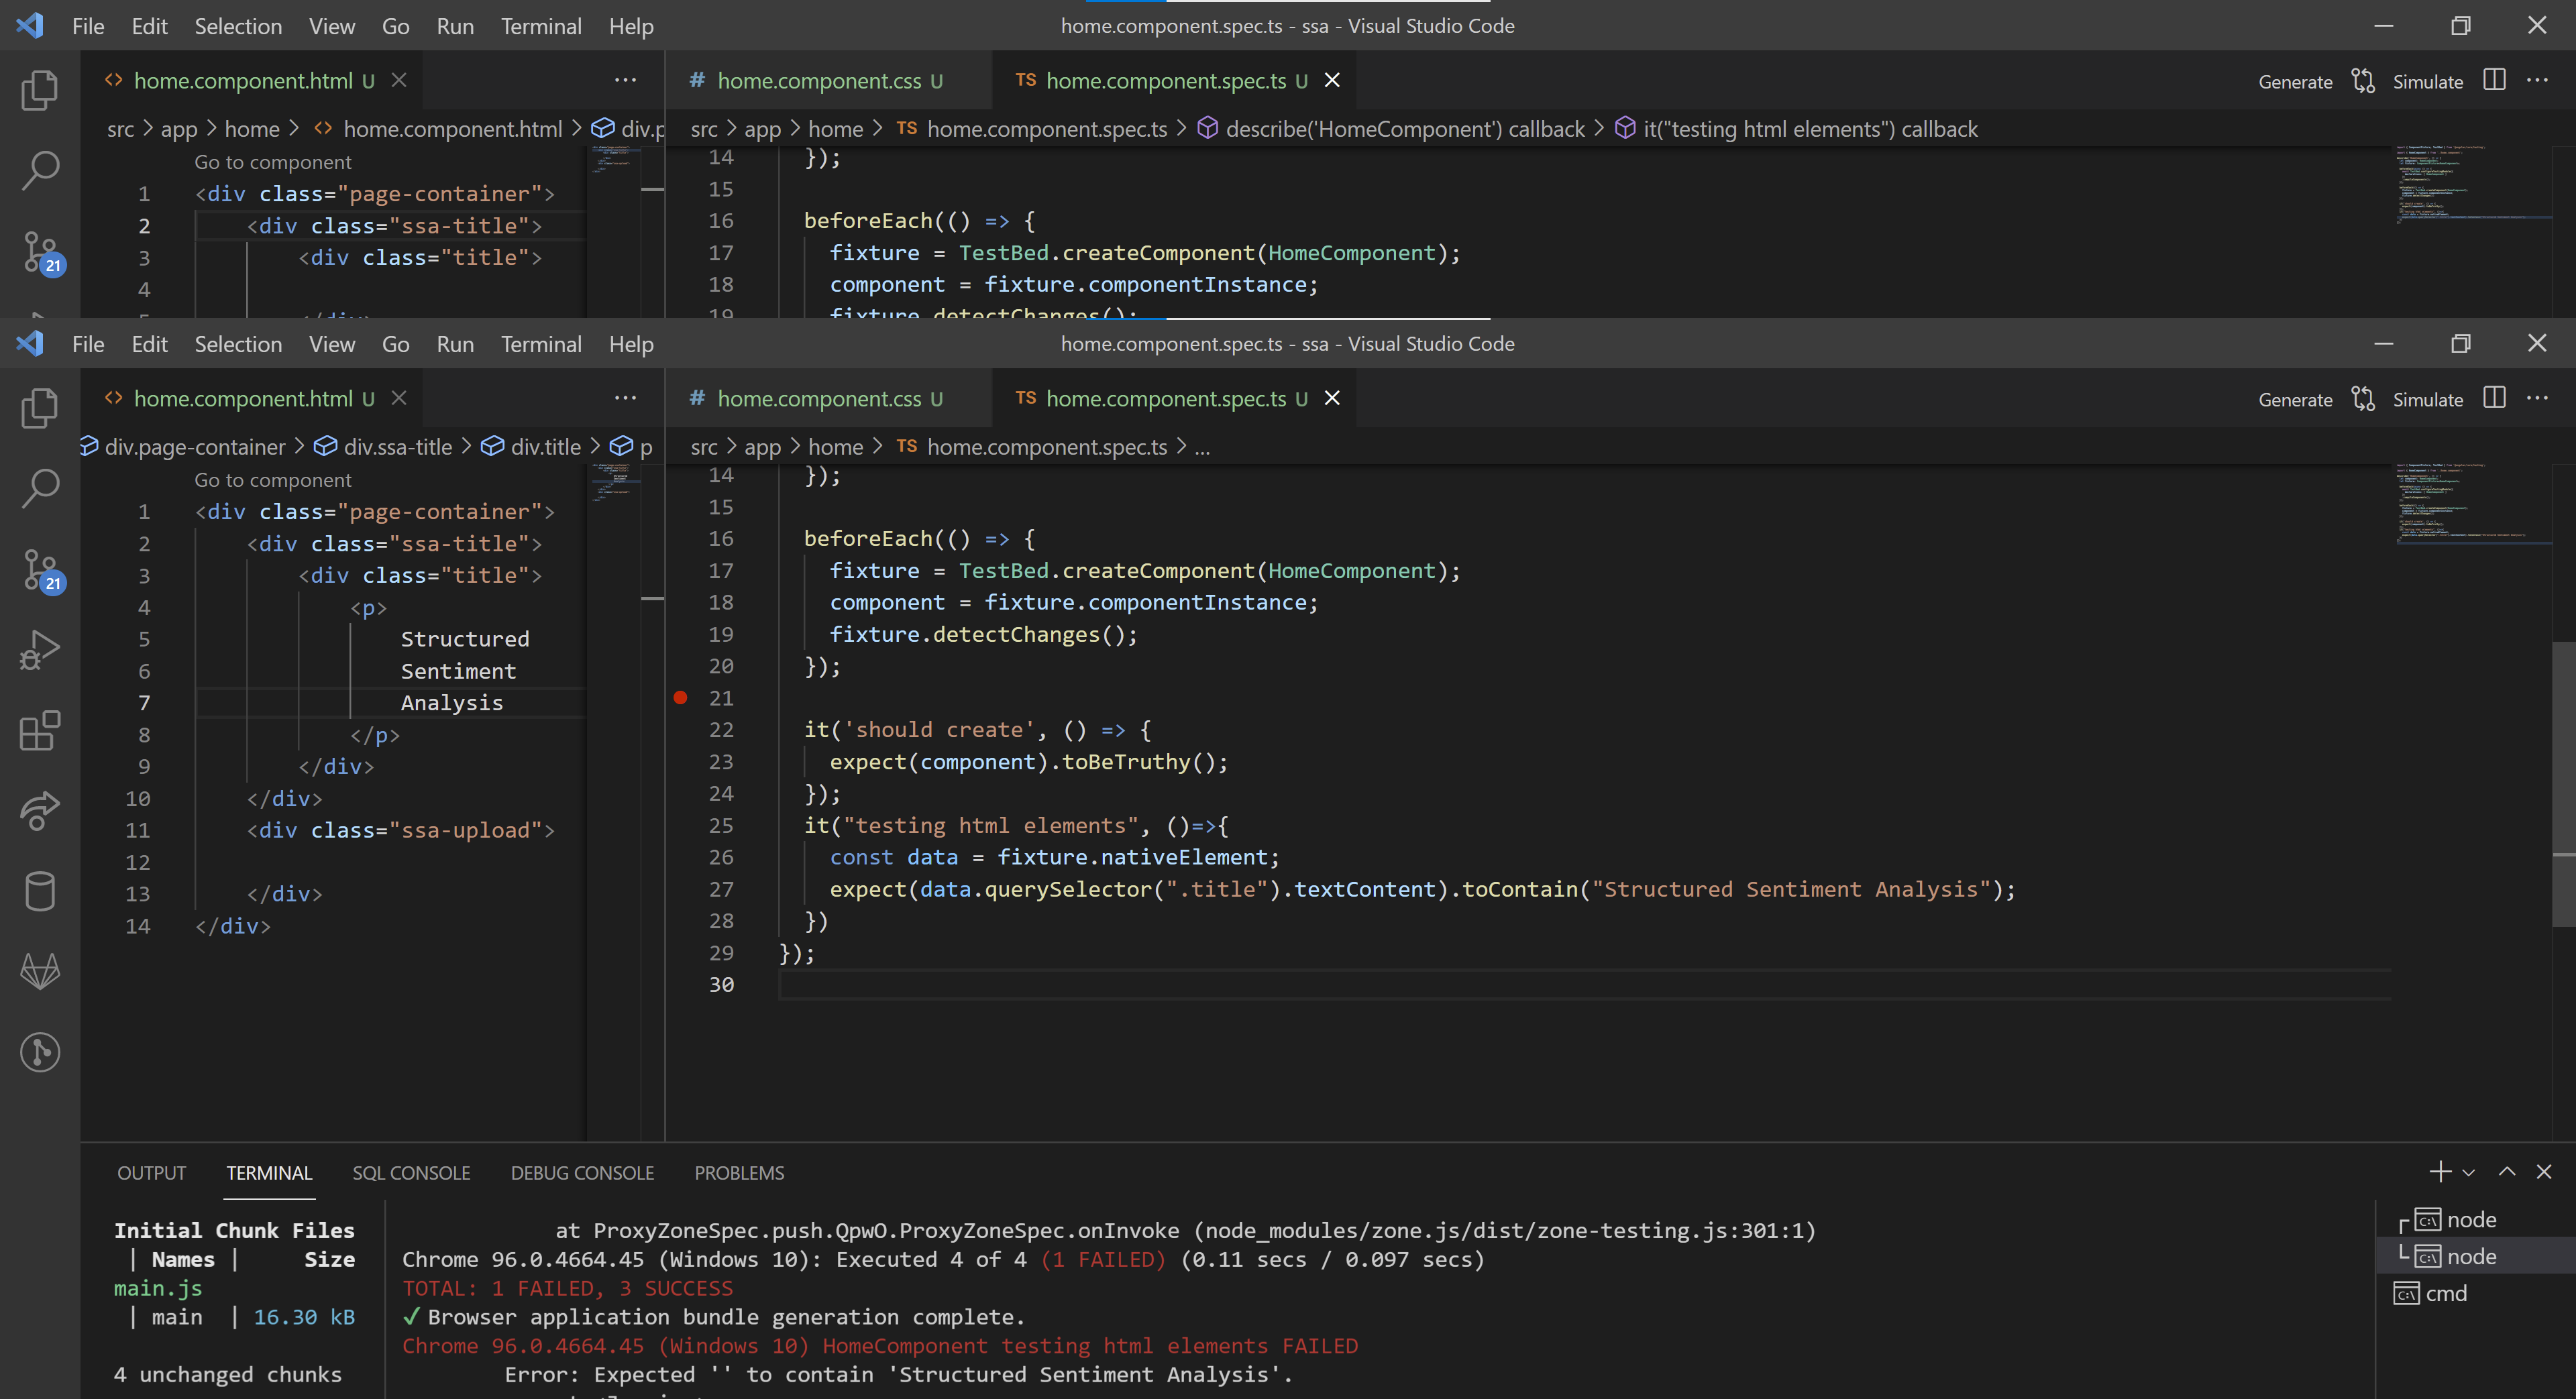 File Edit Selection View Go Run Terminal Help home.component.spec.ts - ssa - Visual Studio Code
home.component.html U
home.component.css U
TS home.component.spec.ts U
Generate Simulate
src > app > home > home.component.html > div.p
src > app > home > TS home.component.spec.ts > describe('HomeComponent') callback > it("testing html elements") callback
Go to component
1 <div class="page-container">
2 <div class="ssa-title">
3 <div class="title">
4
5 </div>
14 });
15
16 beforeEach(() => {
17 fixture = TestBed.createComponent(HomeComponent);
18 component = fixture.componentInstance;
19 fixture.detectChanges();
21
File Edit Selection View Go Run Terminal Help home.component.spec.ts - ssa - Visual Studio Code
home.component.html U
# home.component.css U
TS home.component.spec.ts U
Generate Simulate
div.page-container > div.ssa-title > div.title > p
src > app > home > TS home.component.spec.ts > ...
Go to component
1 <div class="page-container">
2 <div class="ssa-title">
3 <div class="title">
4 <p>
5 Structured
6 Sentiment
7 Analysis
8 </p>
9 </div>
10 </div>
11 <div class="ssa-upload">
12
13 </div>
14 </div>
14 });
15
16 beforeEach(() => {
17 fixture = TestBed.createComponent(HomeComponent);
18 component = fixture.componentInstance;
19 fixture.detectChanges();
20 });
21
22 it('should create', () => {
23 expect(component).toBeTruthy();
24 });
25 it("testing html elements", ()=>{
26 const data = fixture.nativeElement;
27 expect(data.querySelector(".title").textContent).toContain("Structured Sentiment Analysis");
28 })
29 });
30
21
OUTPUT TERMINAL SQL CONSOLE DEBUG CONSOLE PROBLEMS
Initial Chunk Files
| Names | Size
main.js
| main | 16.30 kB
4 unchanged chunks
at ProxyZoneSpec.push.QpwO.ProxyZoneSpec.onInvoke (node_modules/zone.js/dist/zone-testing.js:301:1)
Chrome 96.0.4664.45 (Windows 10): Executed 4 of 4 (1 FAILED) (0.11 secs / 0.097 secs)
TOTAL: 1 FAILED, 3 SUCCESS
✓ Browser application bundle generation complete.
Chrome 96.0.4664.45 (Windows 10) HomeComponent testing html elements FAILED
Error: Expected '' to contain 'Structured Sentiment Analysis'.
node
node
cmd